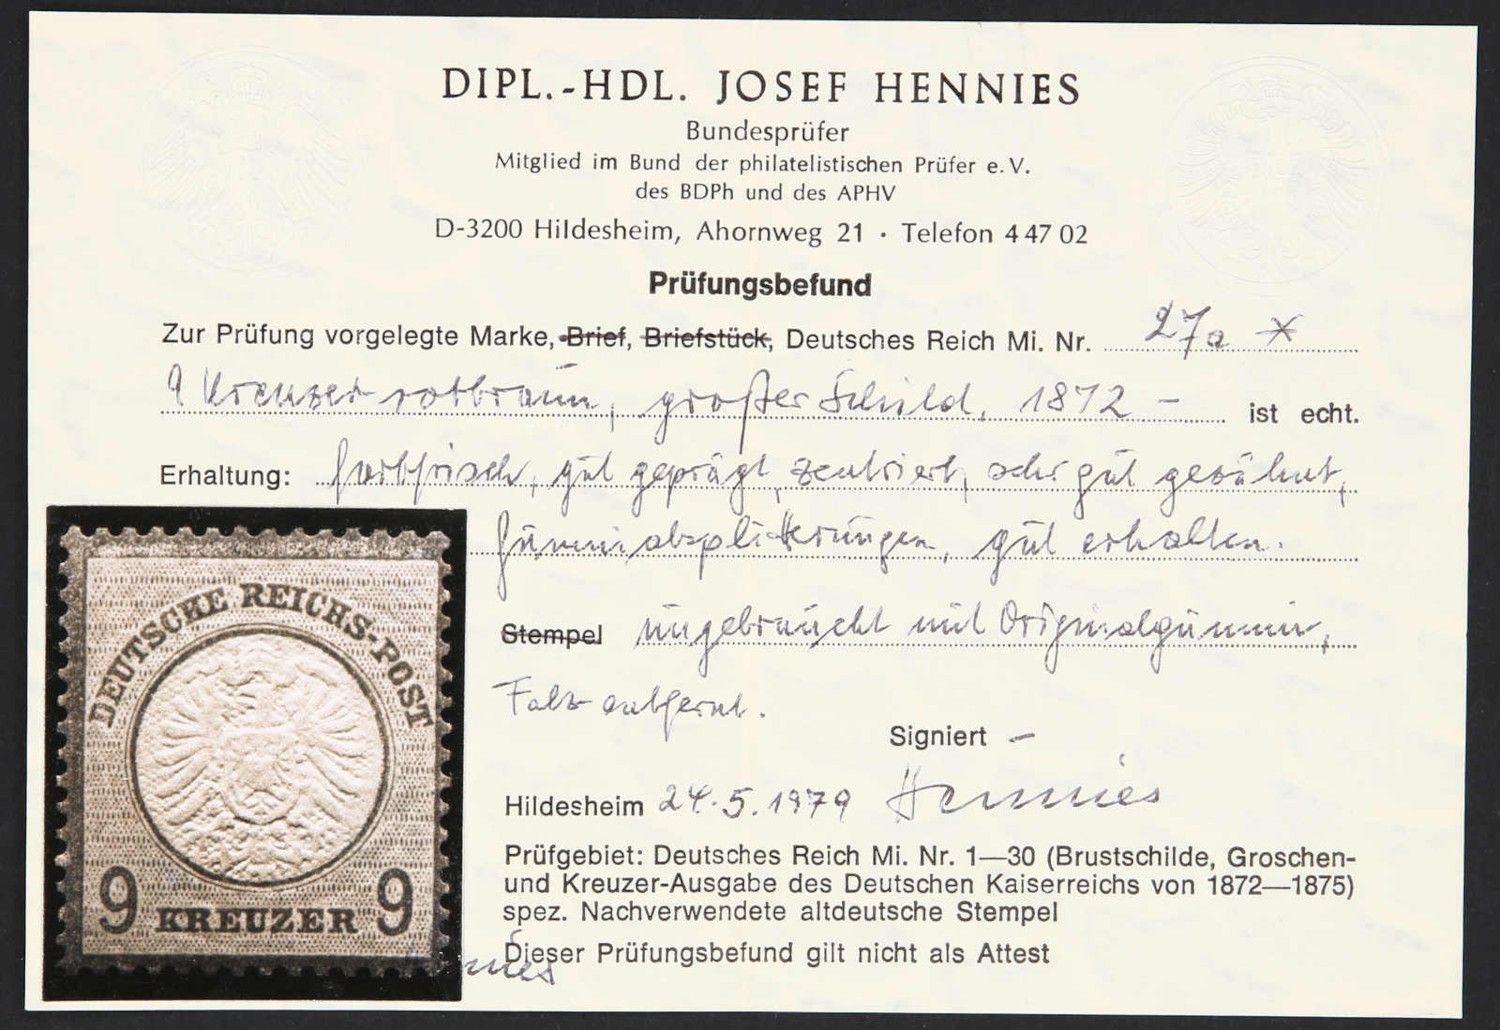 DIPL.-HDL. JOSEF HENNIES
Bundesprüfer
Mitglied im Bund der philatelistischen Prüfer e.V.
des BDPh und des APHV
D-3200 Hildesheim, Ahornweg 21 · Telefon 4 47 02
Prüfungsbefund
Zur Prüfung vorgelegte Marke, Brief, Briefstück, Deutsches Reich Mi. Nr. 27a *
9 Kreuzer rotbraun, großer Schild, 1872 – ist echt.
Erhaltung: farbfrisch, gut geprägt, zentriert, sehr gut gezähnt,
Gummiabsplitterungen, gut erhalten.
Stempel ungebraucht mit Originalgummi,
Falz entfernt.
Signiert –
Hildesheim 24.5.1979 Hennies
Prüfgebiet: Deutsches Reich Mi. Nr. 1—30 (Brustschilde, Groschen-
und Kreuzer-Ausgabe des Deutschen Kaiserreichs von 1872—1875)
spez. Nachverwendete altdeutsche Stempel
Dieser Prüfungsbefund gilt nicht als Attest
nies
DEUTSCHE REICHS-POST
9 KREUZER 9